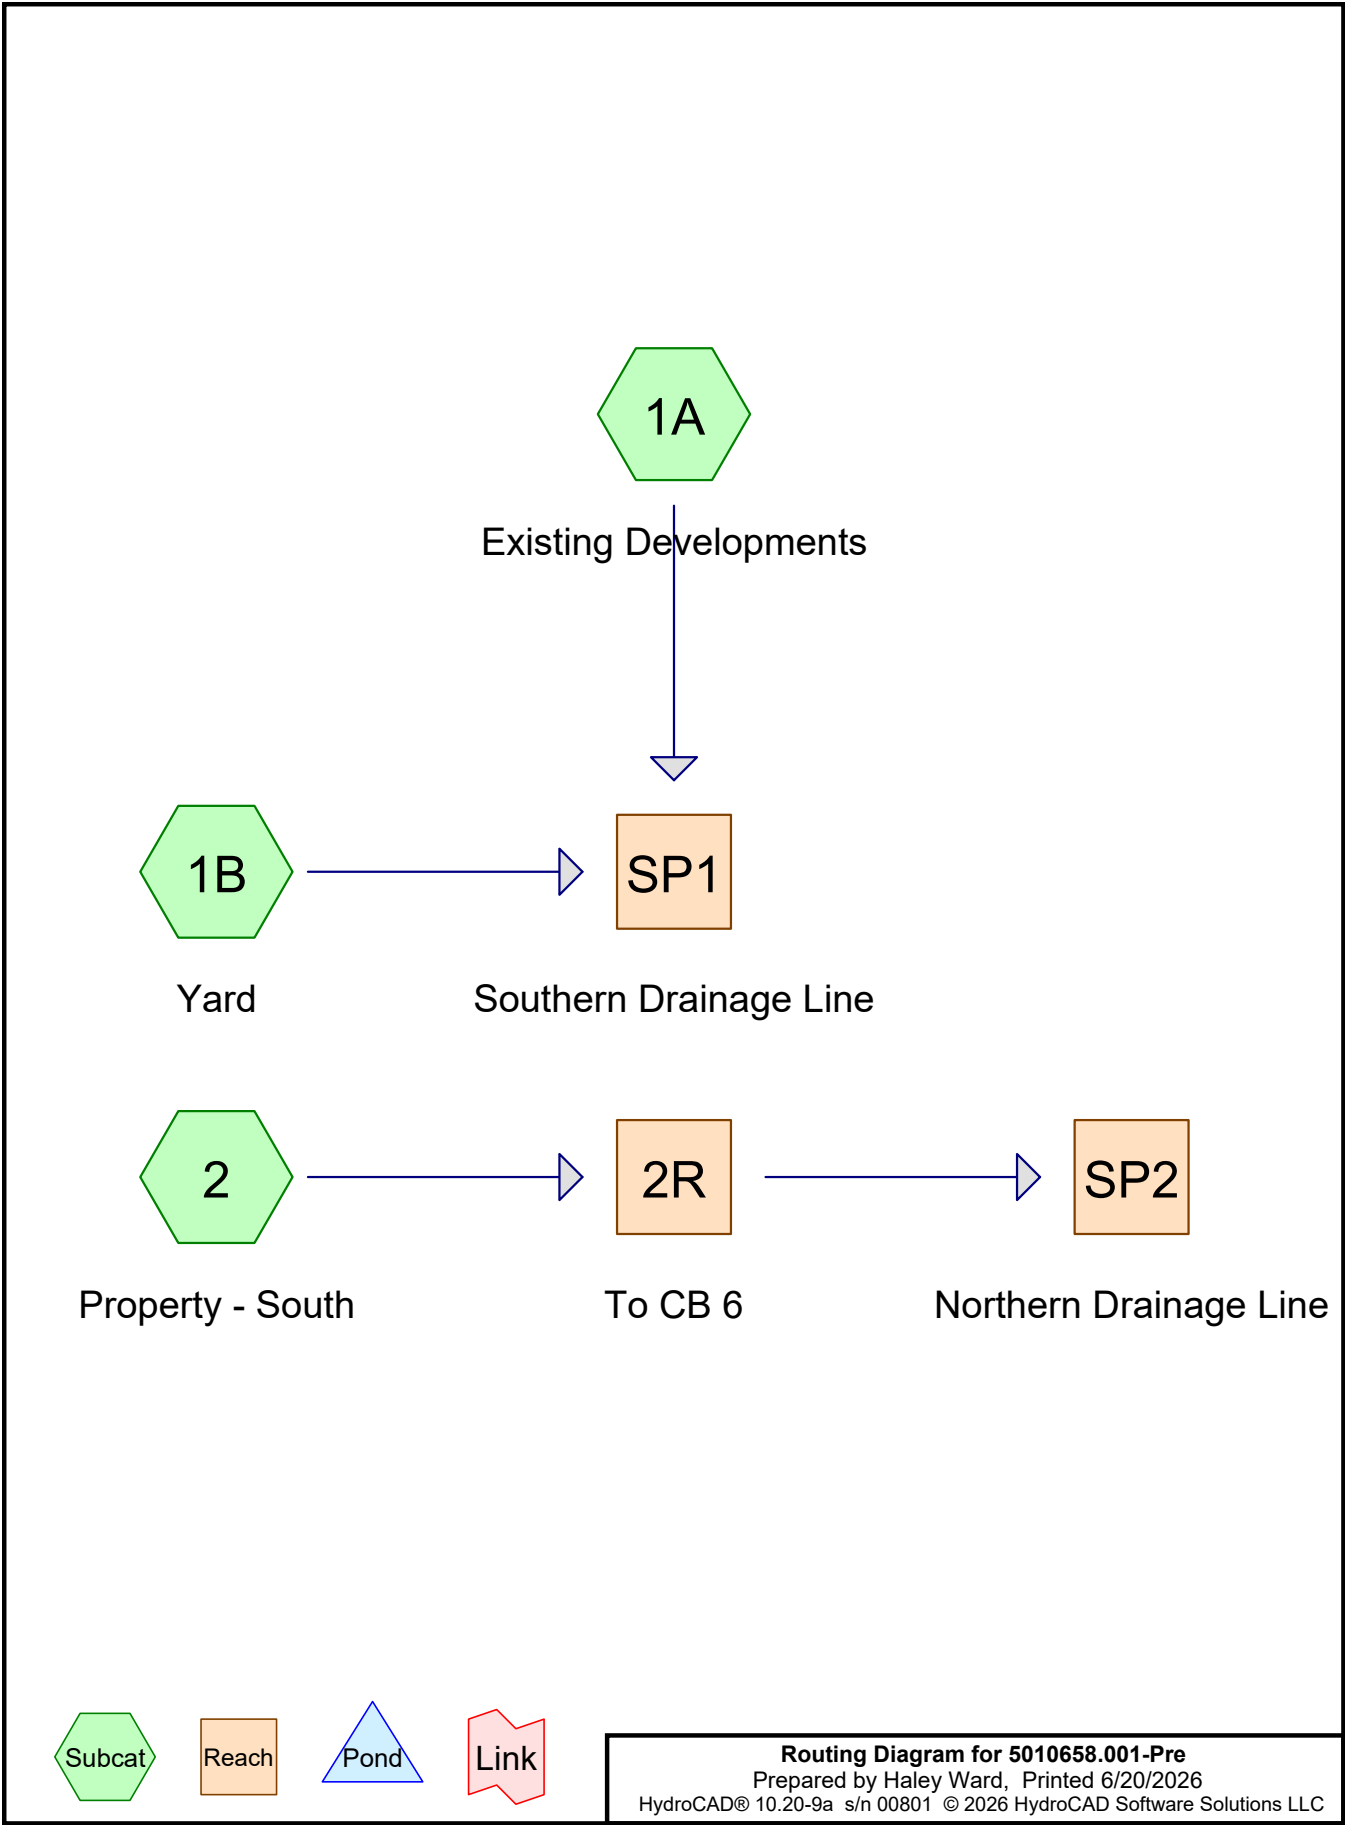 1A
Existing Developments
1B
SP1
Yard
Southern Drainage Line
2
2R
SP2
Property - South
To CB 6
Northern Drainage Line
Subcat
Reach
Pond
Link
Routing Diagram for 5010658.001-Pre
Prepared by Haley Ward, Printed 6/20/2026
HydroCAD® 10.20-9a s/n 00801 © 2026 HydroCAD Software Solutions LLC